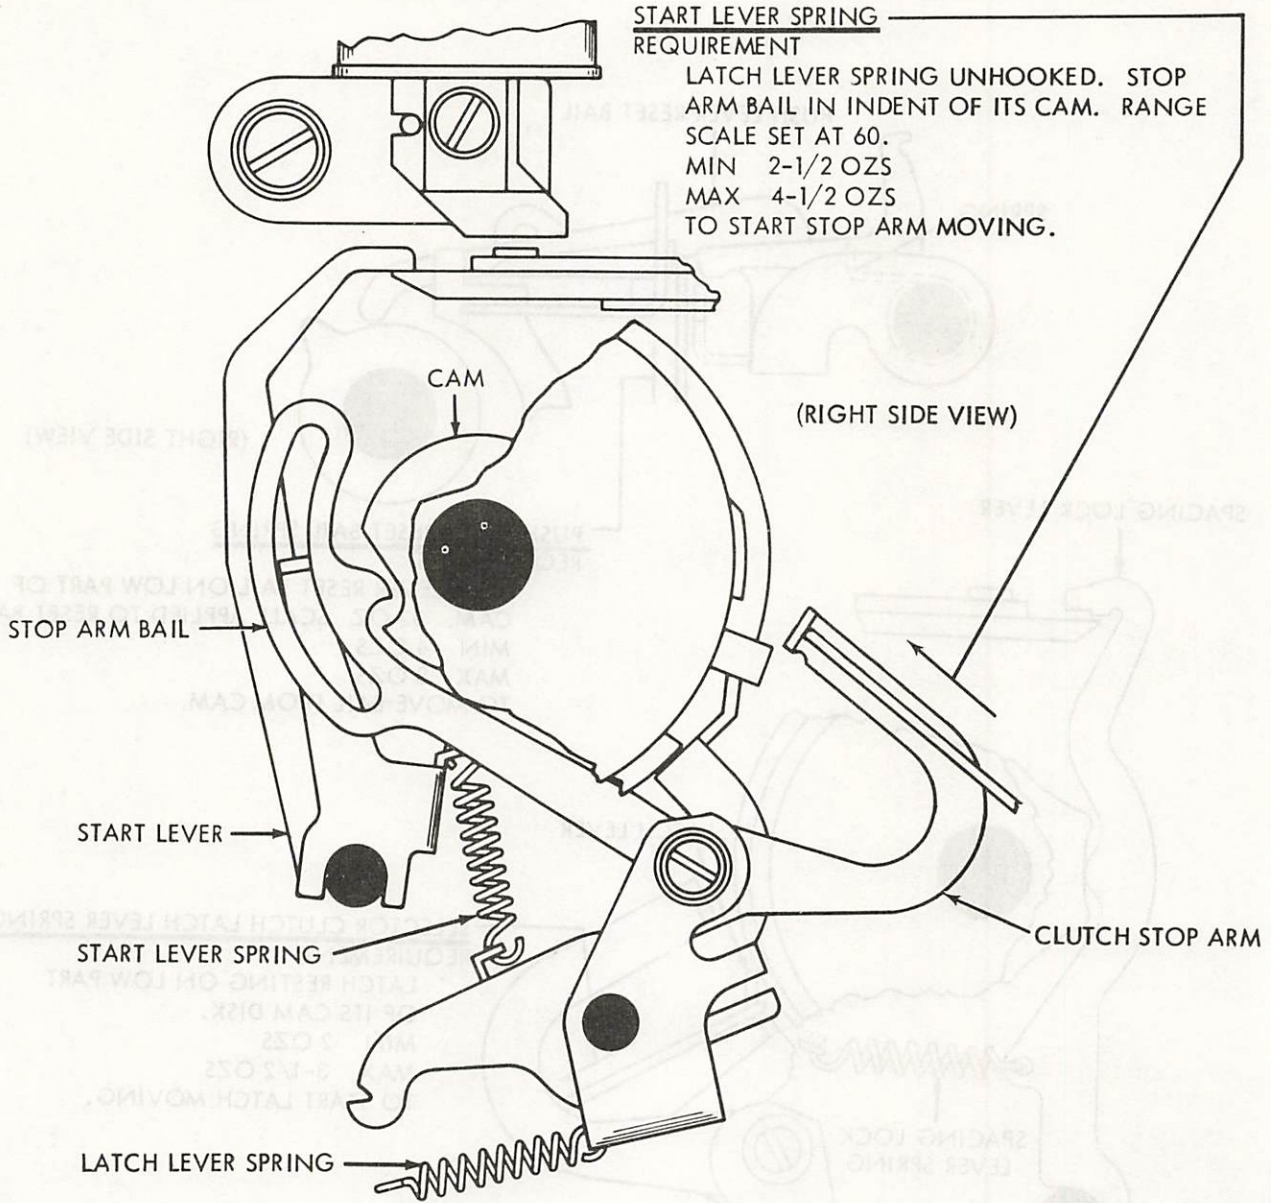 START LEVER SPRING
REQUIREMENT
LATCH LEVER SPRING UNHOOKED. STOP
ARM BAIL IN INDENT OF ITS CAM. RANGE
SCALE SET AT 60.
MIN 2-1/2 OZS
MAX 4-1/2 OZS
TO START STOP ARM MOVING.
CAM
(RIGHT SIDE VIEW)
STOP ARM BAIL
START LEVER
START LEVER SPRING
CLUTCH STOP ARM
LATCH LEVER SPRING